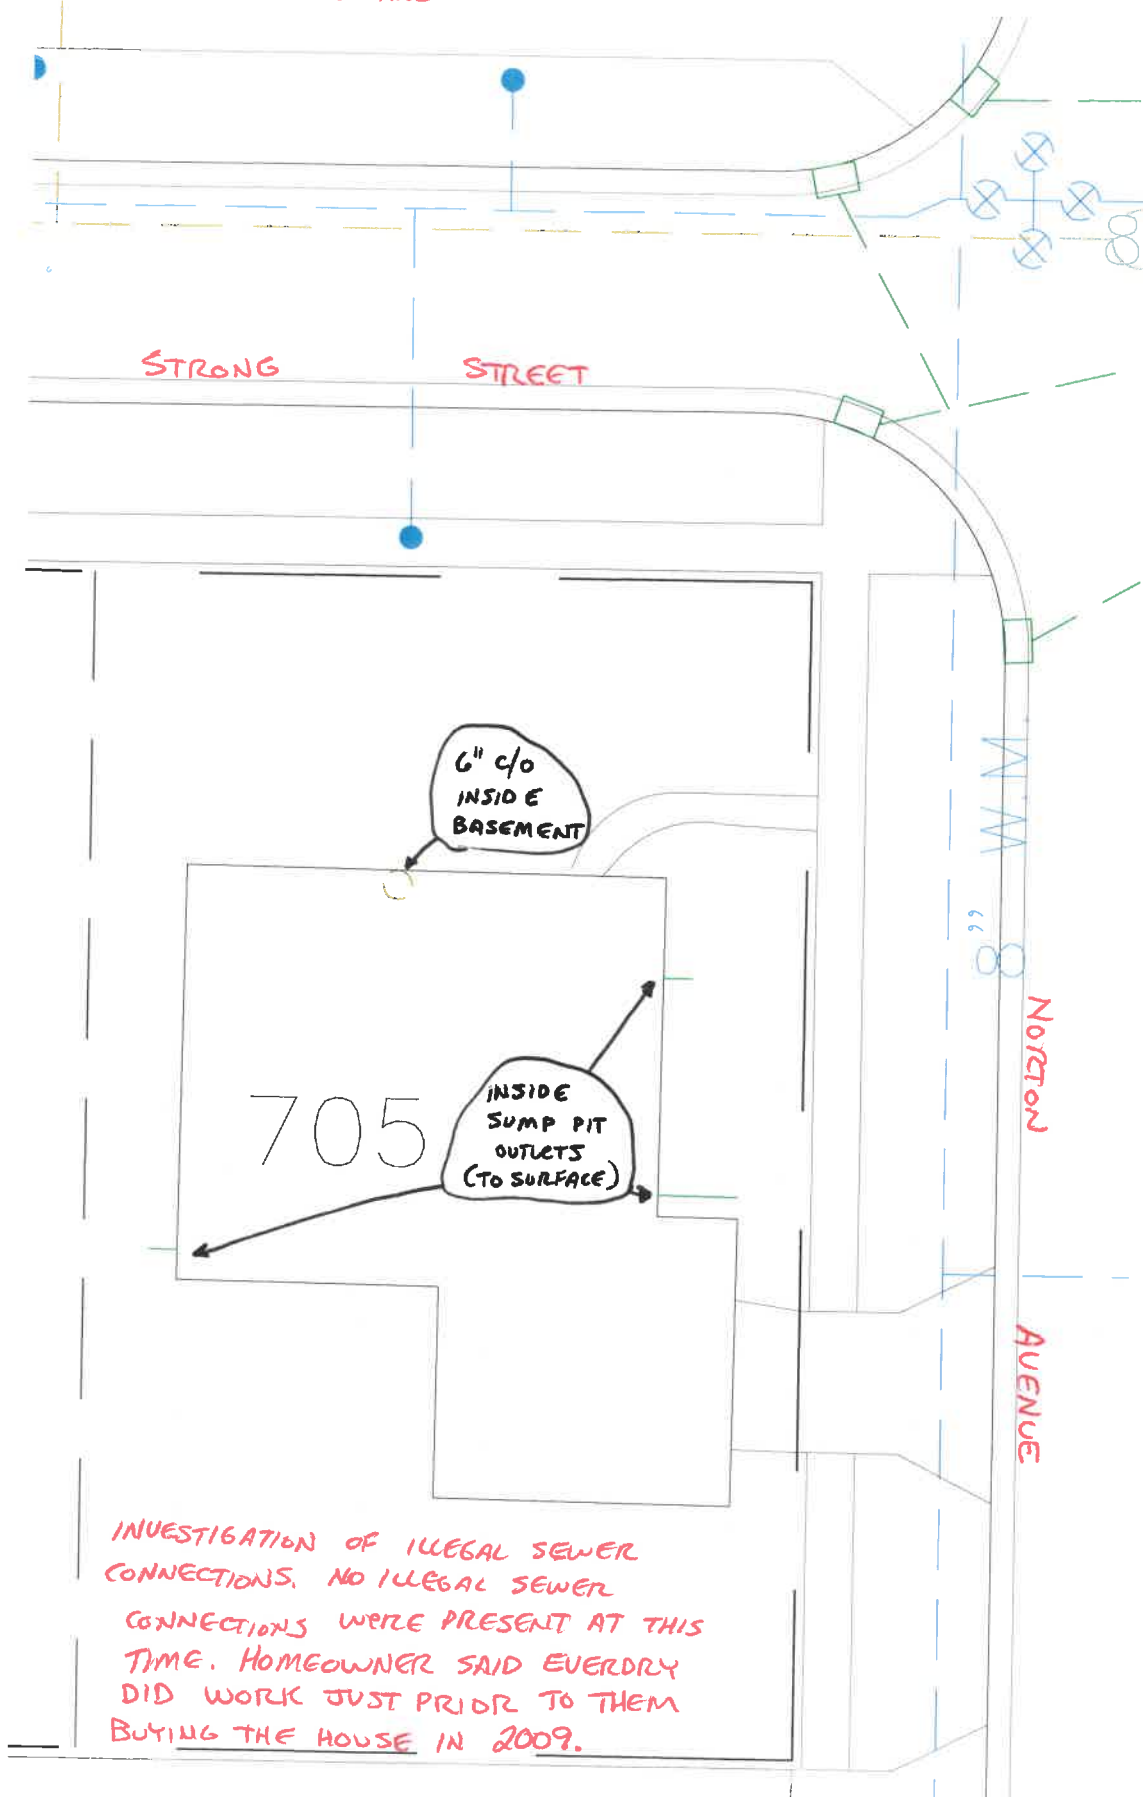 STRONG STREET
6" C/O
INSIDE
BASEMENT
WM
8"
NORTON
AVENUE
705
INSIDE
SUMP PIT
OUTLETS
(TO SURFACE)
INVESTIGATION OF ILLEGAL SEWER
CONNECTIONS. NO ILLEGAL SEWER
CONNECTIONS WERE PRESENT AT THIS
TIME. HOMEOWNER SAID EVERDRY
DID WORK JUST PRIOR TO THEM
BUYING THE HOUSE IN 2009.